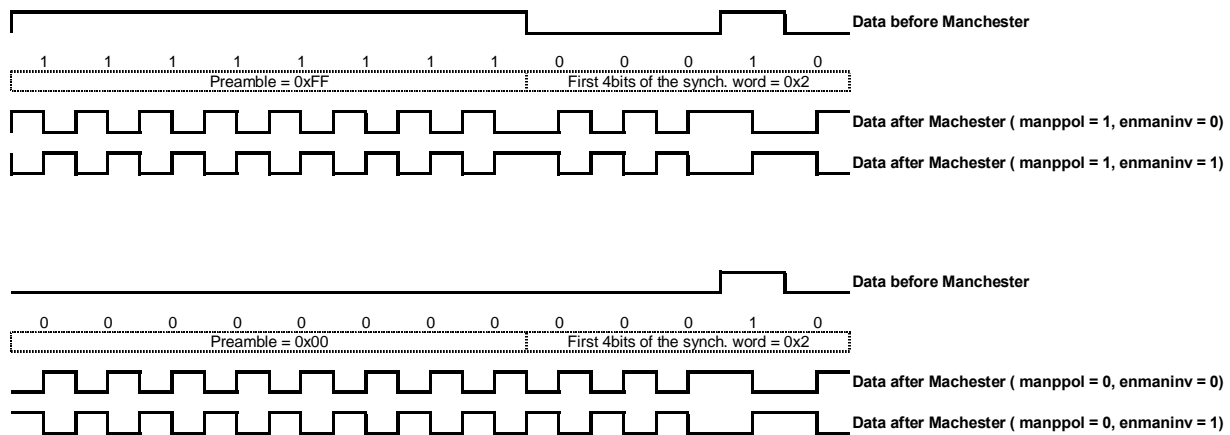 Data before Manchester
1 1 1 1 1 1 1 1 0 0 0 1 0
Preamble = 0xFF First 4bits of the synch. word = 0x2
Data after Machester ( manppol = 1, enmaninv = 0)
Data after Machester ( manppol = 1, enmaninv = 1)
Data before Manchester
0 0 0 0 0 0 0 0 0 0 0 1 0
Preamble = 0x00 First 4bits of the synch. word = 0x2
Data after Machester ( manppol = 0, enmaninv = 0)
Data after Machester ( manppol = 0, enmaninv = 1)